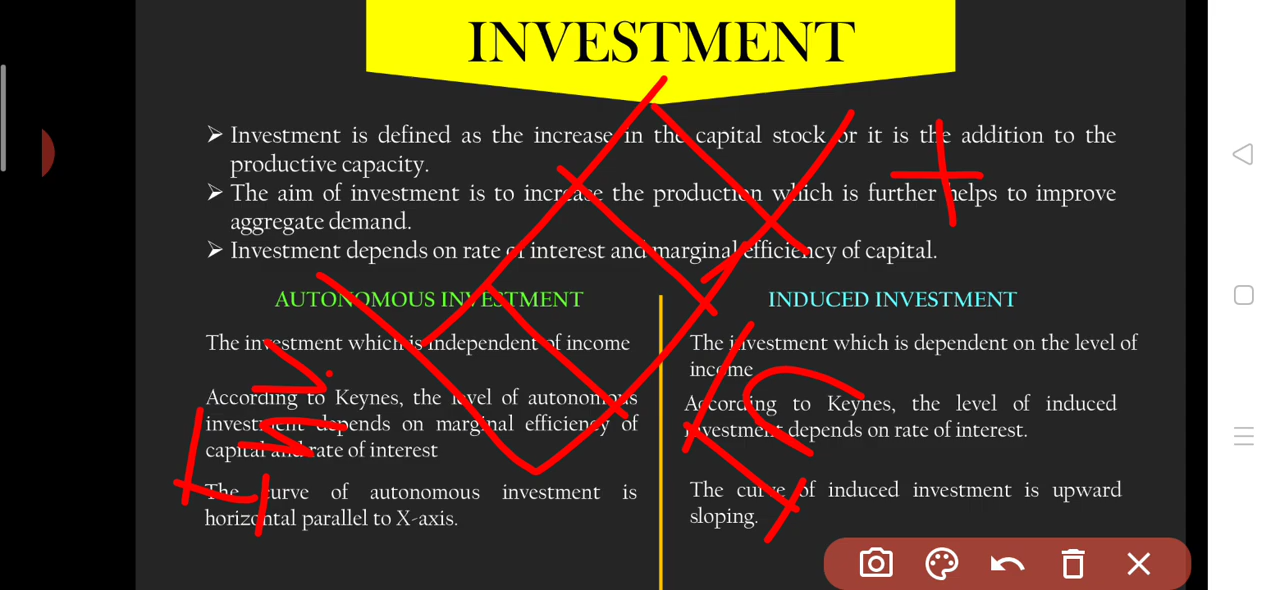 INVESTMENT
➢ Investment is defined as the increase in the capital stock or it is the addition to the
productive capacity.
➢ The aim of investment is to increase the production which is further helps to improve
aggregate demand.
➢ Investment depends on rate of interest and marginal efficiency of capital.
AUTONOMOUS INVESTMENT
The investment which is independent of income
According to Keynes, the level of autonomous
investment depends on marginal efficiency of
capital and rate of interest
The curve of autonomous investment is
horizontal parallel to X-axis.
INDUCED INVESTMENT
The investment which is dependent on the level of
income
According to Keynes, the level of induced
investment depends on rate of interest.
The curve of induced investment is upward
sloping.